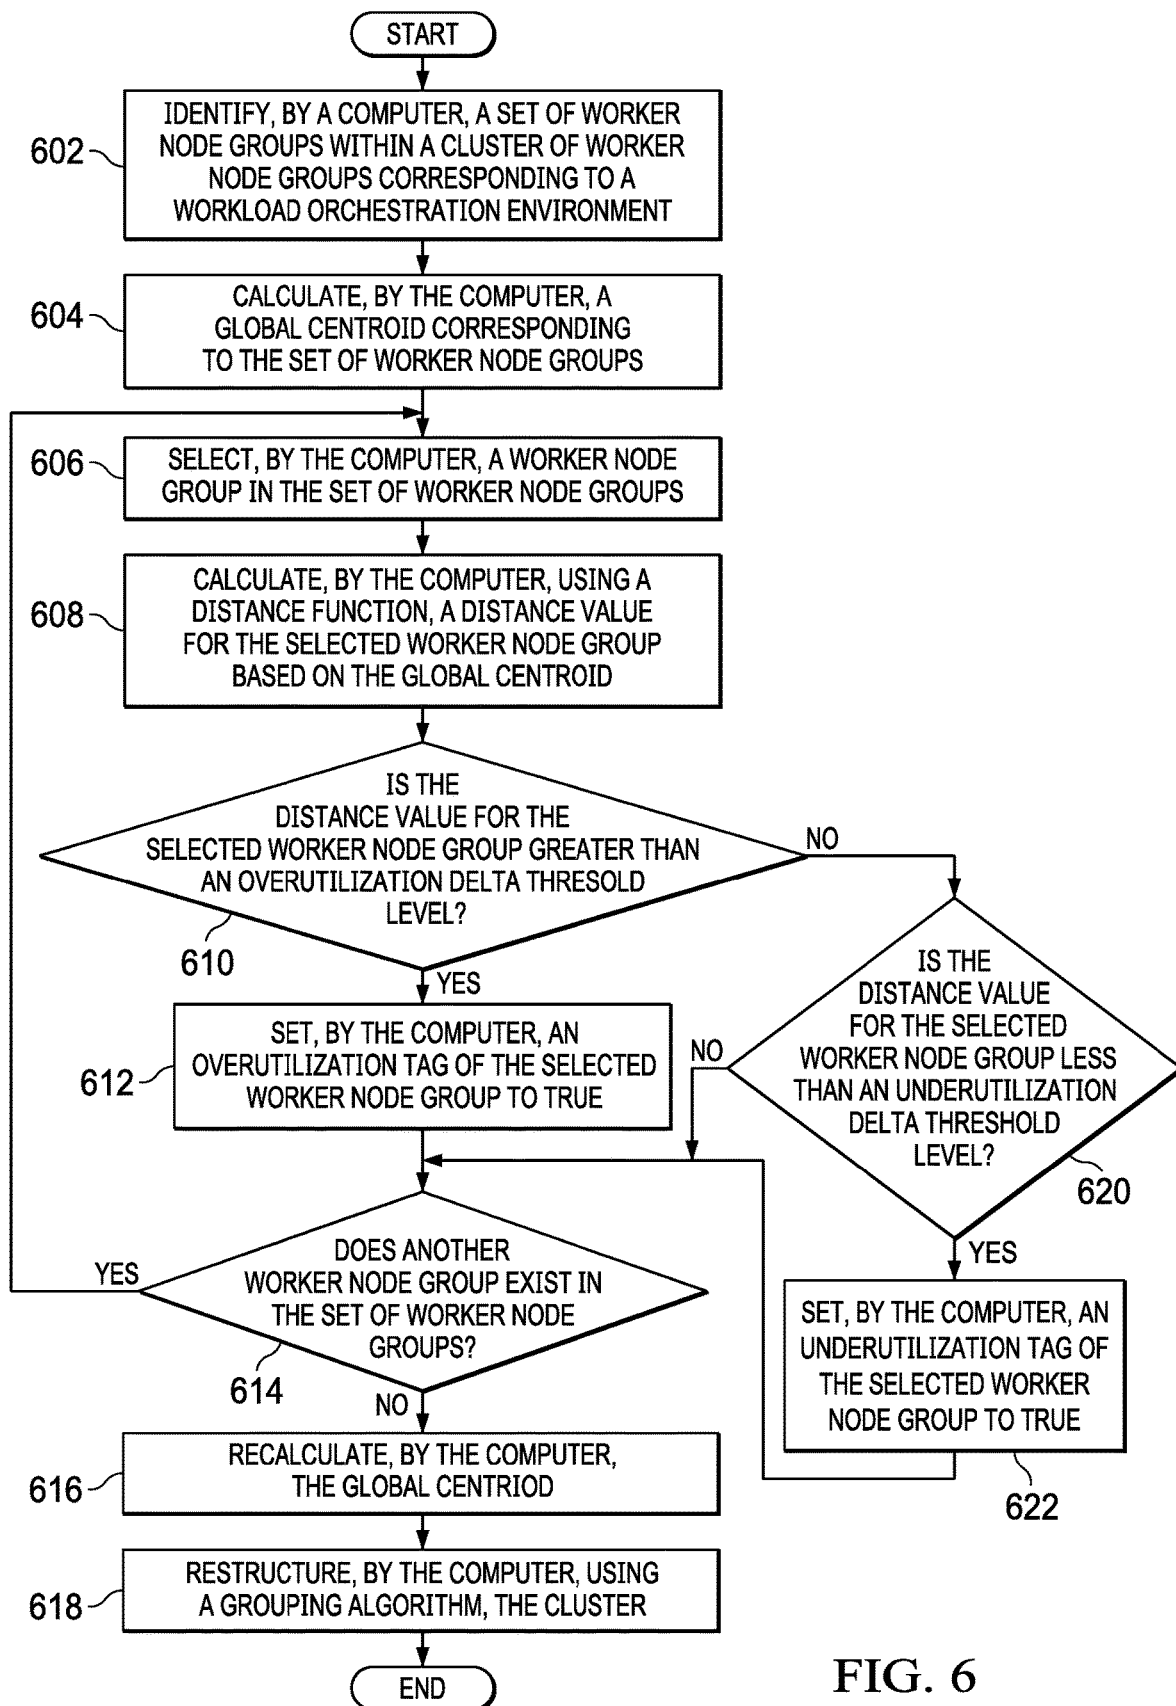 START
IDENTIFY, BY A COMPUTER, A SET OF WORKER
NODE GROUPS WITHIN A CLUSTER OF WORKER
NODE GROUPS CORRESPONDING TO A
WORKLOAD ORCHESTRATION ENVIRONMENT
602
CALCULATE, BY THE COMPUTER, A
GLOBAL CENTROID CORRESPONDING
TO THE SET OF WORKER NODE GROUPS
604
SELECT, BY THE COMPUTER, A WORKER NODE
GROUP IN THE SET OF WORKER NODE GROUPS
606
CALCULATE, BY THE COMPUTER, USING A
DISTANCE FUNCTION, A DISTANCE VALUE
FOR THE SELECTED WORKER NODE GROUP
BASED ON THE GLOBAL CENTROID
608
IS THE
DISTANCE VALUE FOR THE
SELECTED WORKER NODE GROUP GREATER THAN
AN OVERUTILIZATION DELTA THRESOLD
LEVEL?
610
NO
YES
SET, BY THE COMPUTER, AN
OVERUTILIZATION TAG OF THE SELECTED
WORKER NODE GROUP TO TRUE
612
IS THE
DISTANCE VALUE
FOR THE SELECTED
WORKER NODE GROUP LESS
THAN AN UNDERUTILIZATION
DELTA THRESHOLD
LEVEL?
620
NO
YES
SET, BY THE COMPUTER, AN
UNDERUTILIZATION TAG OF
THE SELECTED WORKER
NODE GROUP TO TRUE
622
DOES ANOTHER
WORKER NODE GROUP EXIST IN
THE SET OF WORKER NODE
GROUPS?
614
YES
NO
RECALCULATE, BY THE COMPUTER,
THE GLOBAL CENTRIOD
616
RESTRUCTURE, BY THE COMPUTER, USING
A GROUPING ALGORITHM, THE CLUSTER
618
END
FIG. 6